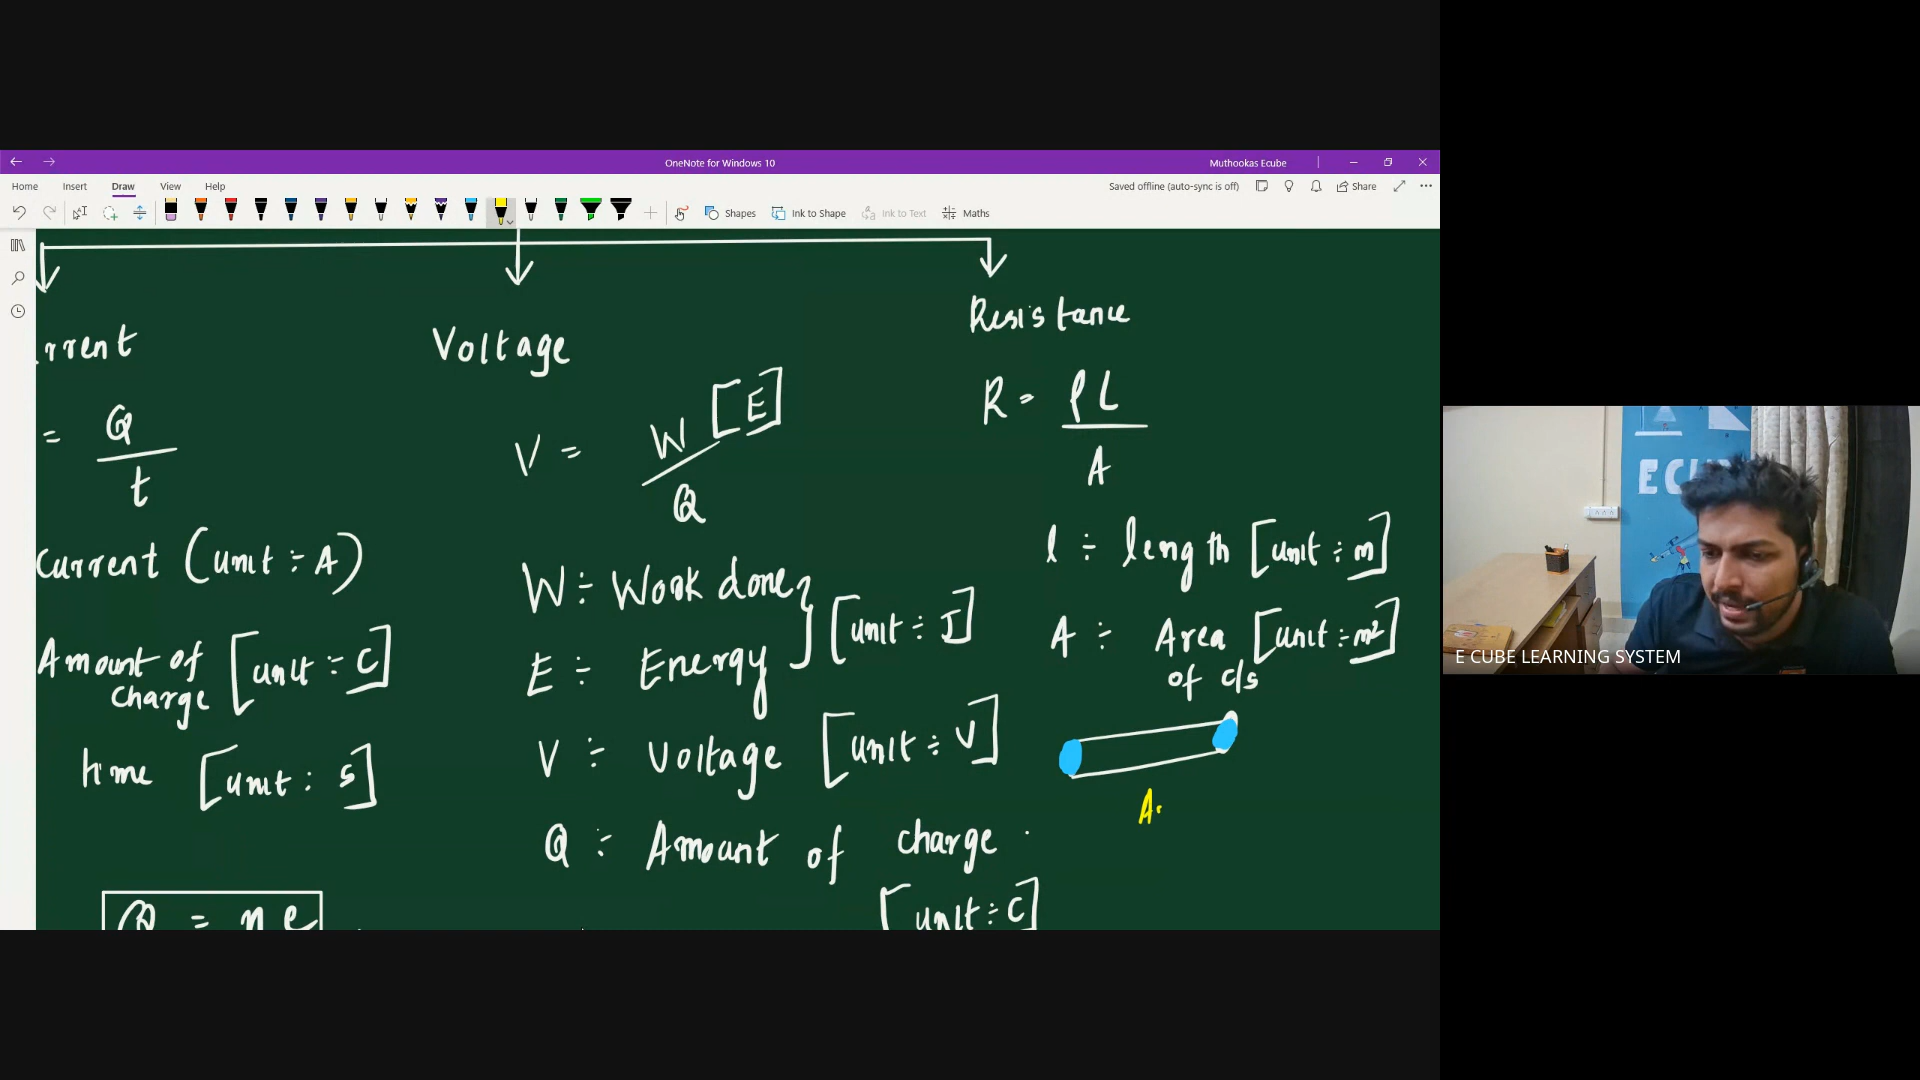 OneNote for Windows 10
Muthookas Ecube
Home Insert Draw View Help
Saved offline (auto-sync is off) Share
Shapes Ink to Shape Ink to Text Maths
rrent
= Q
t
Current (unit ÷ A)
Amount of [unit ÷ C]
charge
time [unit : s]
Q = ne
Voltage
V = W [E]
Q
W ÷ Work done } [unit ÷ J]
E ÷ Energy
V ÷ Voltage [unit ÷ V]
Q ÷ Amount of charge
[unit ÷ C]
Resistance
R = ρL
A
l ÷ length [unit ÷ m]
A ÷ Area [unit ÷ m²]
of c/s
A
ECU
E CUBE LEARNING SYSTEM